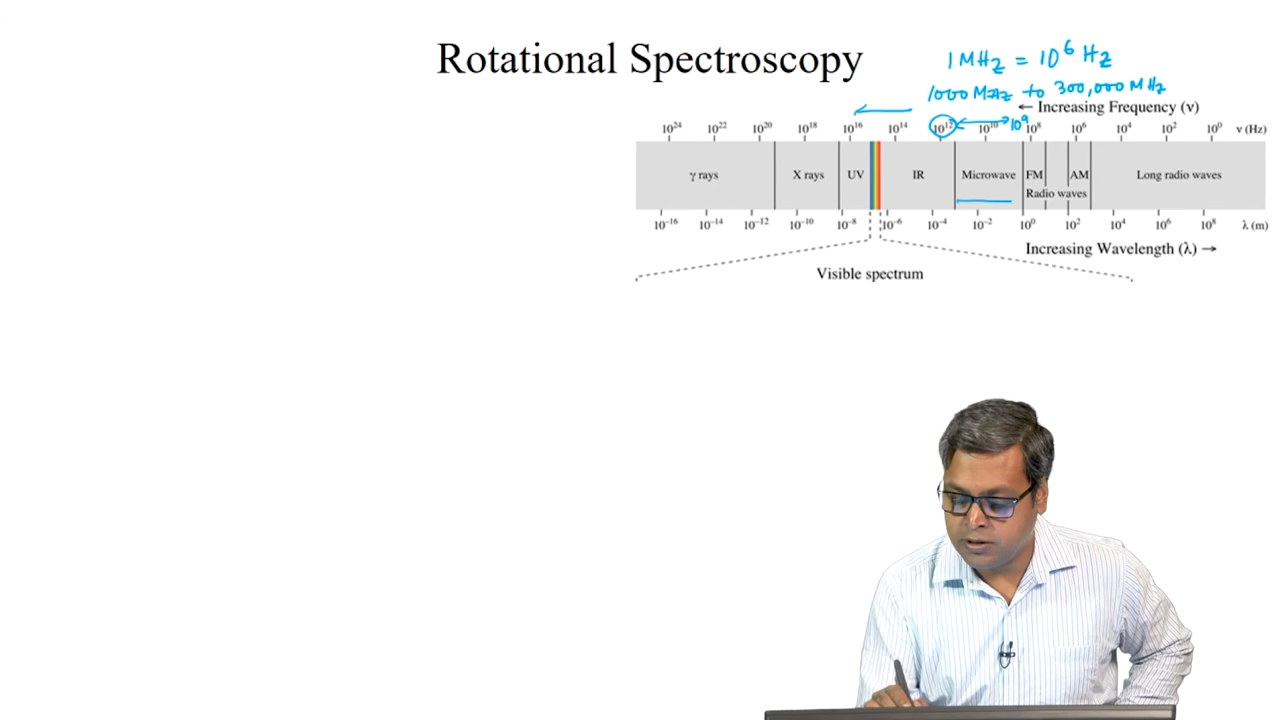 Rotational Spectroscopy
1 MHz = 10⁶ Hz
1000 MHz to 300,000 MHz
← Increasing Frequency (ν)
10²⁴ 10²² 10²⁰ 10¹⁸ 10¹⁶ 10¹⁴ 10¹² 10¹⁰ 10⁹ 10⁸ 10⁶ 10⁴ 10² 10⁰ ν (Hz)
γ rays X rays UV IR Microwave FM AM Long radio waves
Radio waves
10⁻¹⁶ 10⁻¹⁴ 10⁻¹² 10⁻¹⁰ 10⁻⁸ 10⁻⁶ 10⁻⁴ 10⁻² 10⁰ 10² 10⁴ 10⁶ 10⁸ λ (m)
Increasing Wavelength (λ) →
Visible spectrum